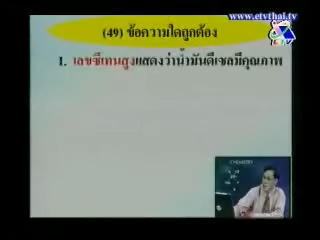 www.etvthai.tv
(49) ข้อความใดถูกต้อง
ETV
1. เลขซีเทนสูงแสดงว่าน้ำมันดีเซลมีคุณภาพ
CHEMISTRY